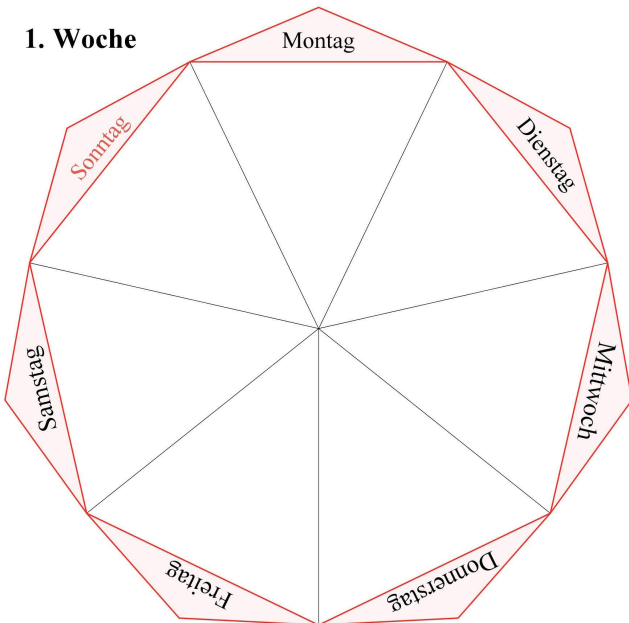 1. Woche
Montag
Dienstag
Mittwoch
Donnerstag
Freitag
Samstag
Sonntag